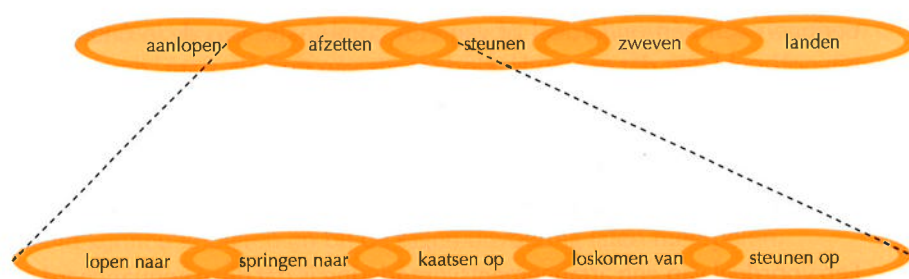 aanlopen afzetten steunen zweven landen
lopen naar springen naar kaatsen op loskomen van steunen op